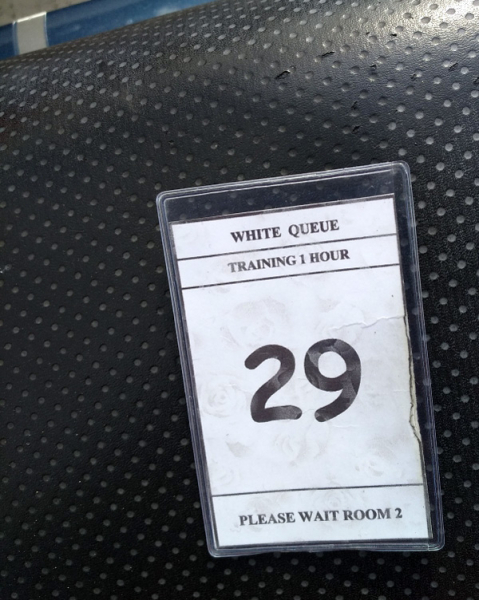 WHITE QUEUE
TRAINING 1 HOUR
29
PLEASE WAIT ROOM 2